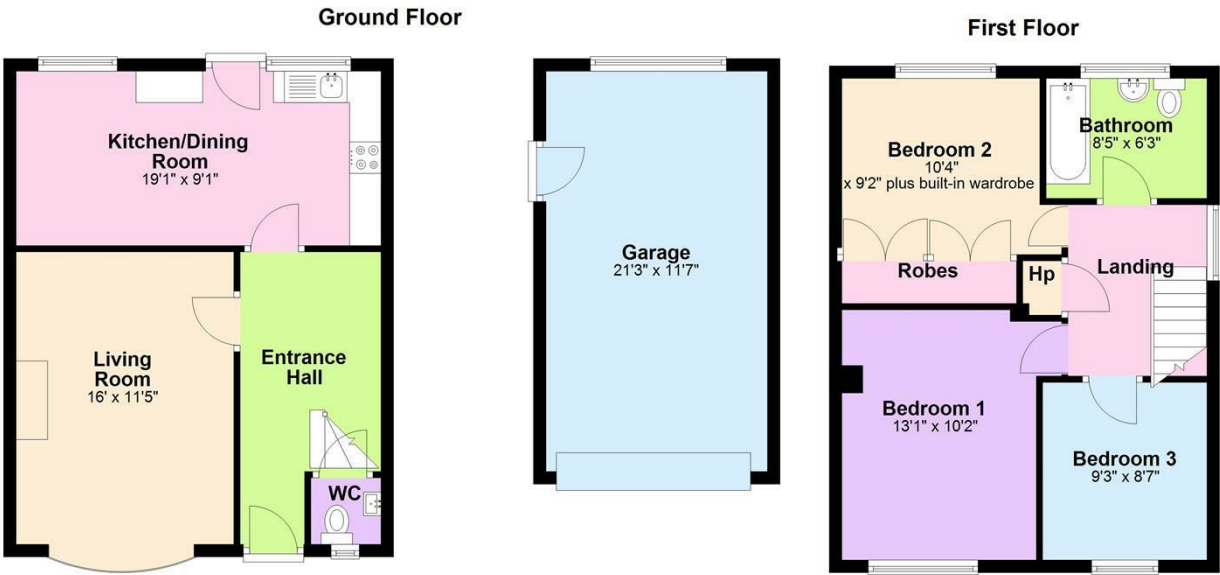 Ground Floor
Kitchen/Dining
Room
19'1" x 9'1"
Living
Room
16' x 11'5"
Entrance
Hall
WC
Garage
21'3" x 11'7"
First Floor
Bedroom 2
10'4"
x 9'2" plus built-in wardrobe
Bathroom
8'5" x 6'3"
Robes
Hp
Landing
Bedroom 1
13'1" x 10'2"
Bedroom 3
9'3" x 8'7"